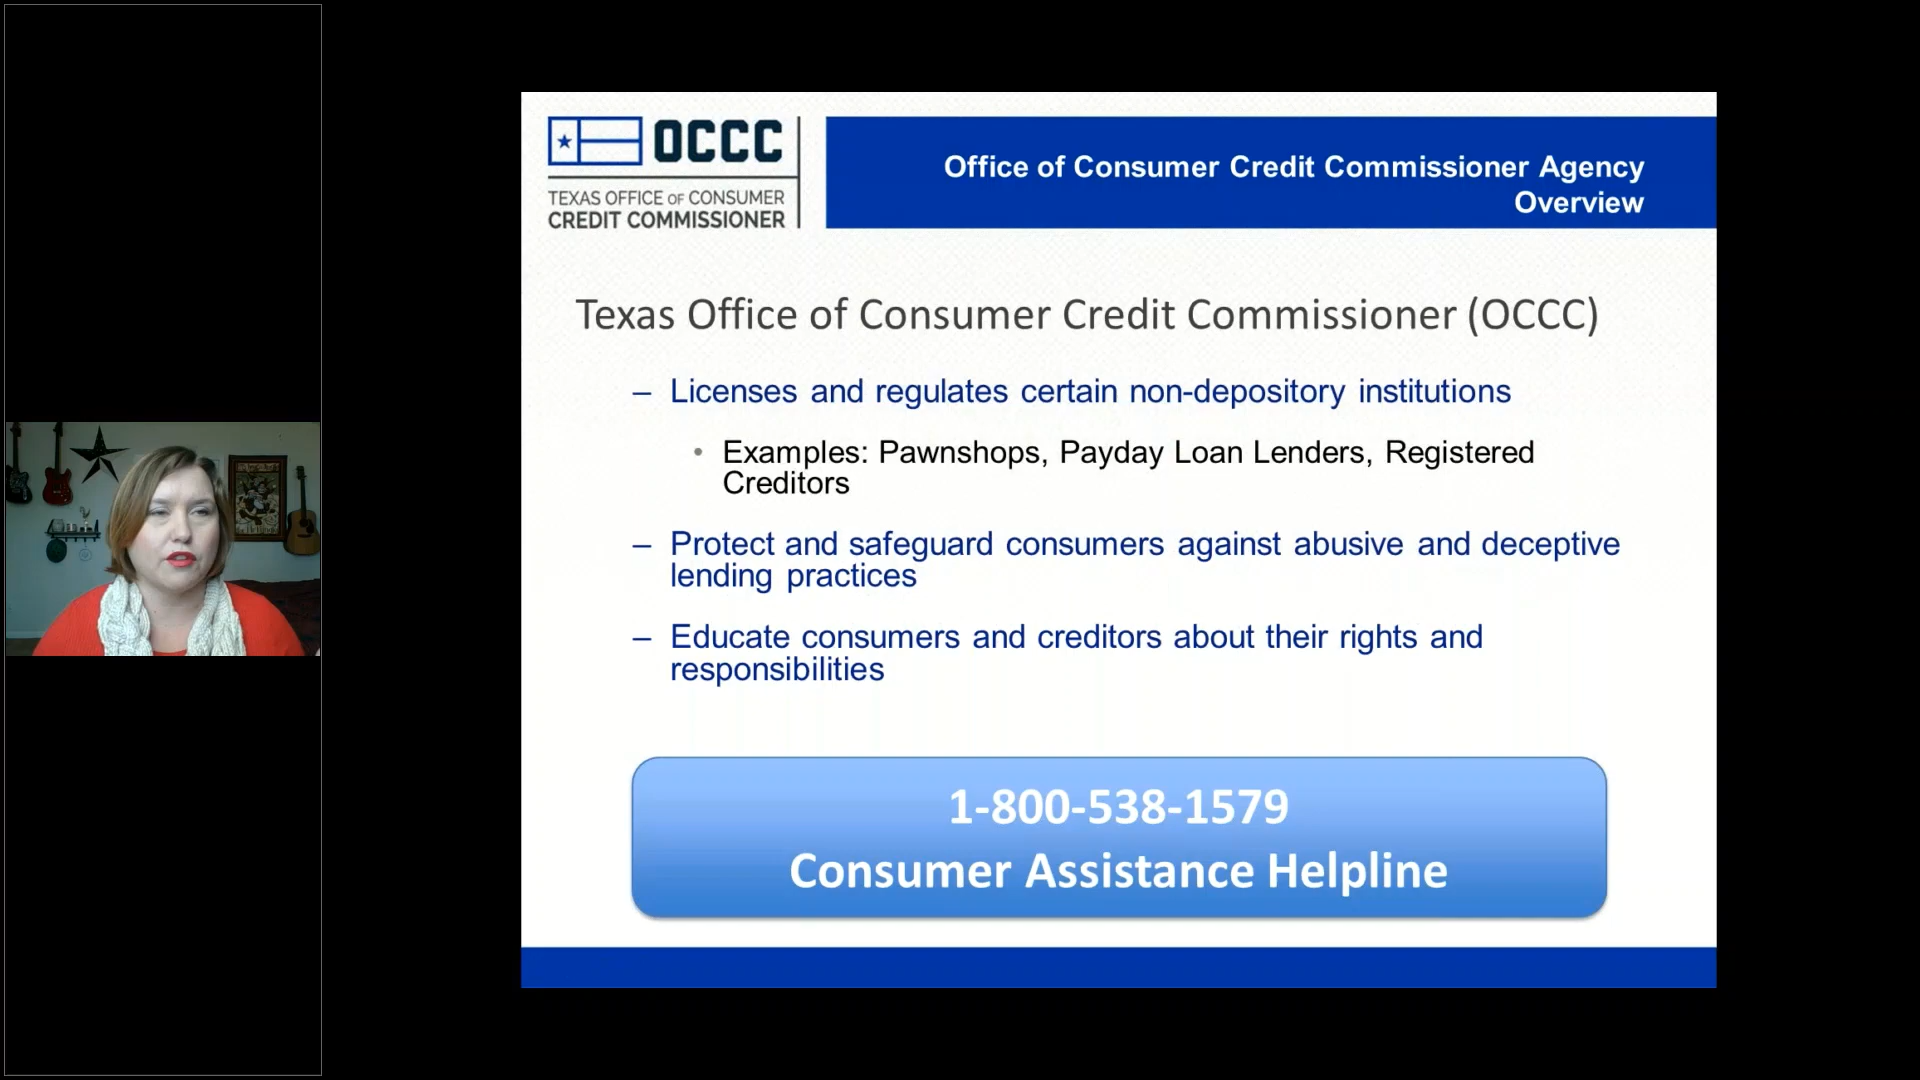 OCCC
TEXAS OFFICE OF CONSUMER
CREDIT COMMISSIONER
Office of Consumer Credit Commissioner Agency
Overview
Texas Office of Consumer Credit Commissioner (OCCC)
– Licenses and regulates certain non-depository institutions
• Examples: Pawnshops, Payday Loan Lenders, Registered
Creditors
– Protect and safeguard consumers against abusive and deceptive
lending practices
– Educate consumers and creditors about their rights and
responsibilities
1-800-538-1579
Consumer Assistance Helpline